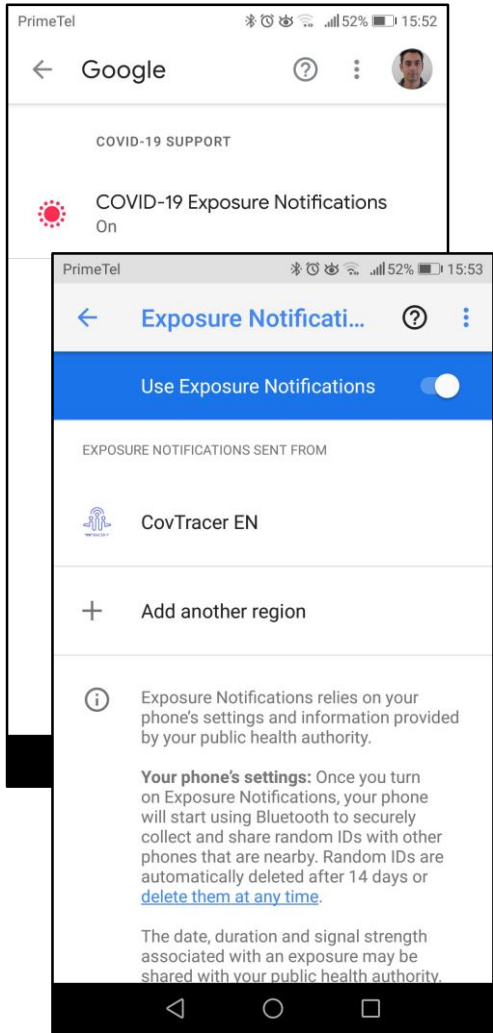 PrimeTel 52% 15:52
Google
COVID-19 SUPPORT
COVID-19 Exposure Notifications
On
PrimeTel 52% 15:53
Exposure Notificati...
Use Exposure Notifications
EXPOSURE NOTIFICATIONS SENT FROM
CovTracer EN
Add another region
Exposure Notifications relies on your
phone's settings and information provided
by your public health authority.
Your phone's settings: Once you turn
on Exposure Notifications, your phone
will start using Bluetooth to securely
collect and share random IDs with other
phones that are nearby. Random IDs are
automatically deleted after 14 days or
delete them at any time.
The date, duration and signal strength
associated with an exposure may be
shared with your public health authority.